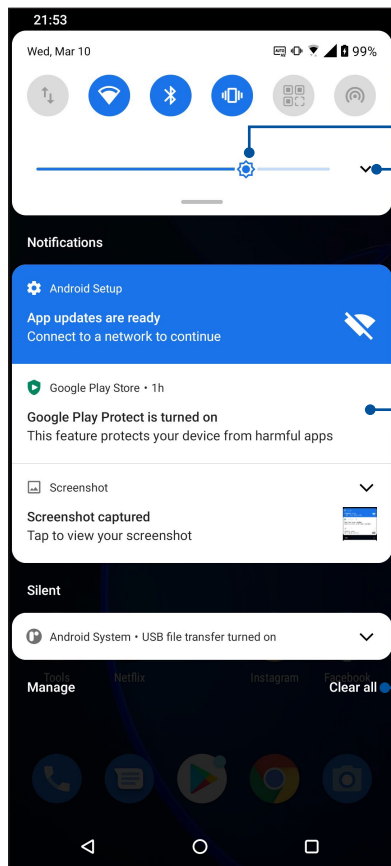 21:53
Wed, Mar 10
99%
Notifications
Android Setup
App updates are ready
Connect to a network to continue
Google Play Store • 1h
Google Play Protect is turned on
This feature protects your device from harmful apps
Screenshot
Screenshot captured
Tap to view your screenshot
Silent
Android System • USB file transfer turned on
Tools Netflix Instagram Facebook
Manage Clear all